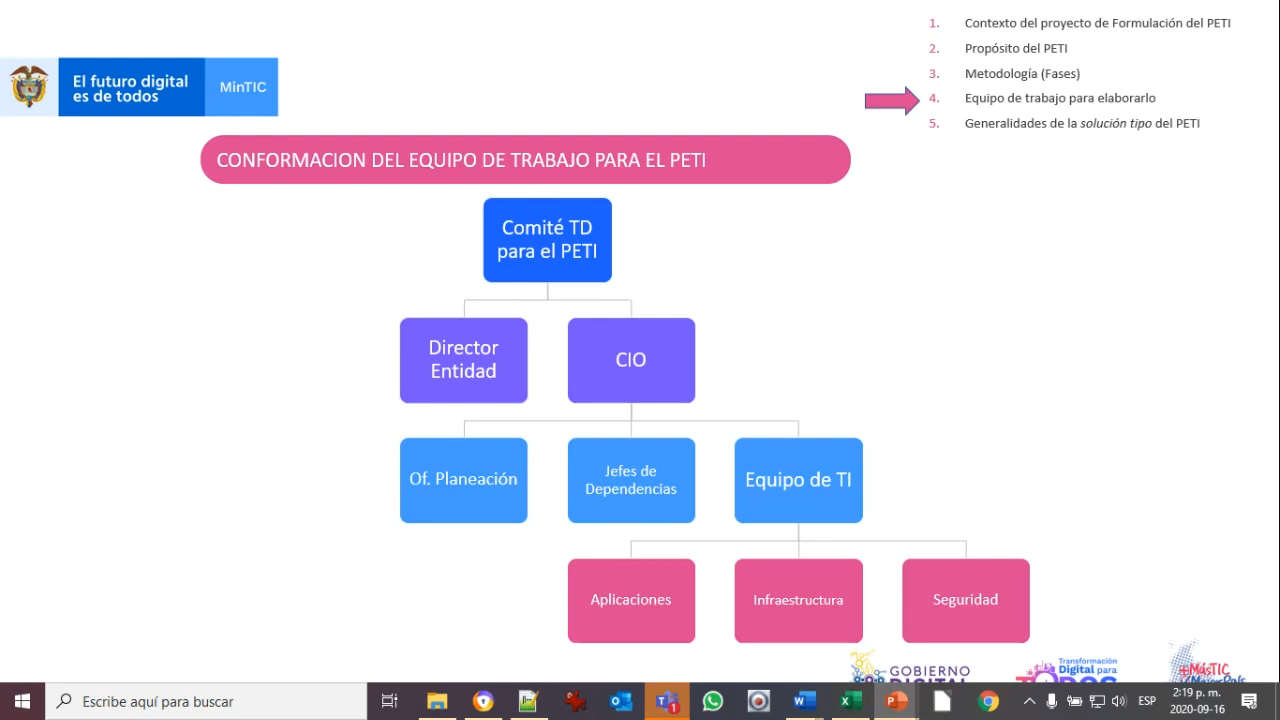 1. Contexto del proyecto de Formulación del PETI
2. Propósito del PETI
3. Metodología (Fases)
4. Equipo de trabajo para elaborarlo
5. Generalidades de la solución tipo del PETI
El futuro digital
es de todos
MinTIC
CONFORMACION DEL EQUIPO DE TRABAJO PARA EL PETI
Comité TD
para el PETI
Director
Entidad
CIO
Of. Planeación
Jefes de
Dependencias
Equipo de TI
Aplicaciones
Infraestructura
Seguridad
GOBIERNO
DIGITAL
Transformación
Digital para
TODOS
+MásTIC
Escribe aquí para buscar
1
ESP
2:19 p. m.
2020-09-16